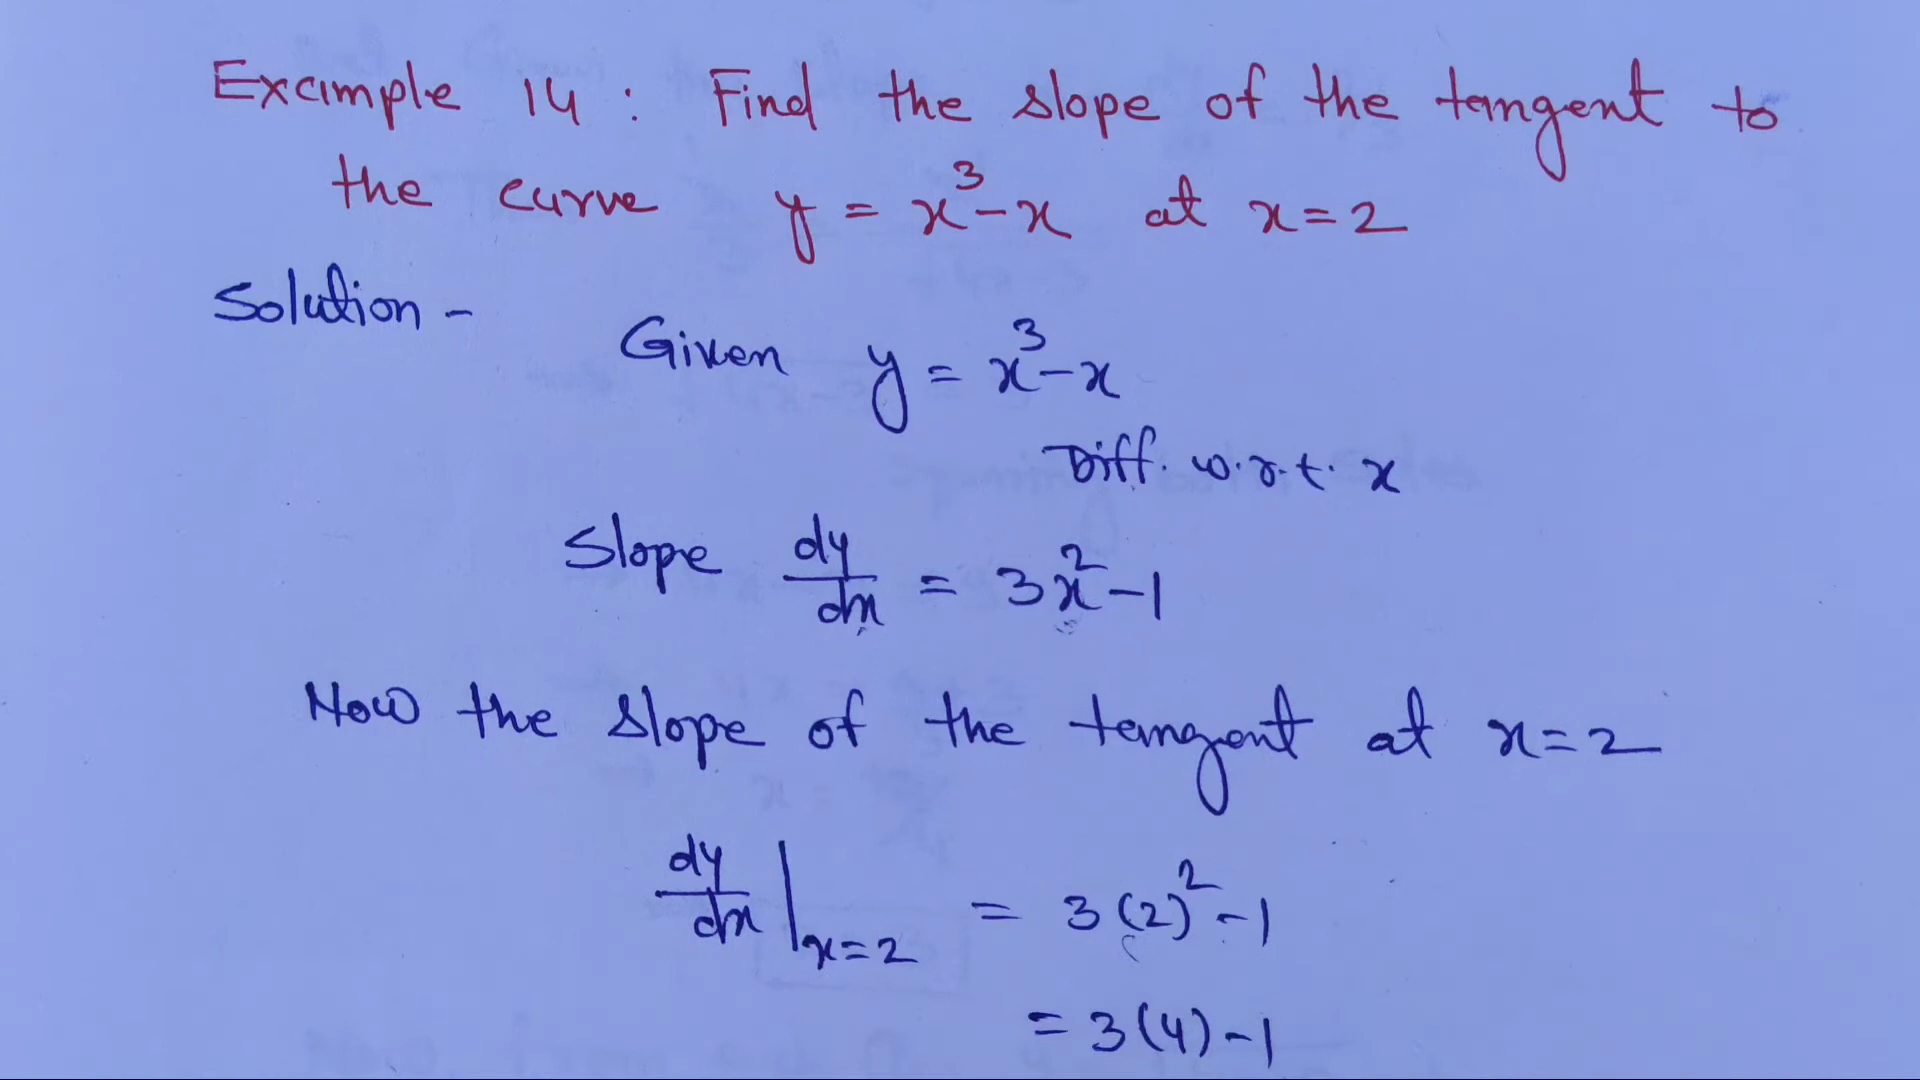 Example 14 : Find the slope of the tangent to
the curve y = x³-x at x=2
Solution -
Given y = x³-x
Diff. w.r.t. x
Slope dy/dx = 3x²-1
Now the slope of the tangent at x=2
dy/dx |x=2 = 3(2)²-1
= 3(4)-1